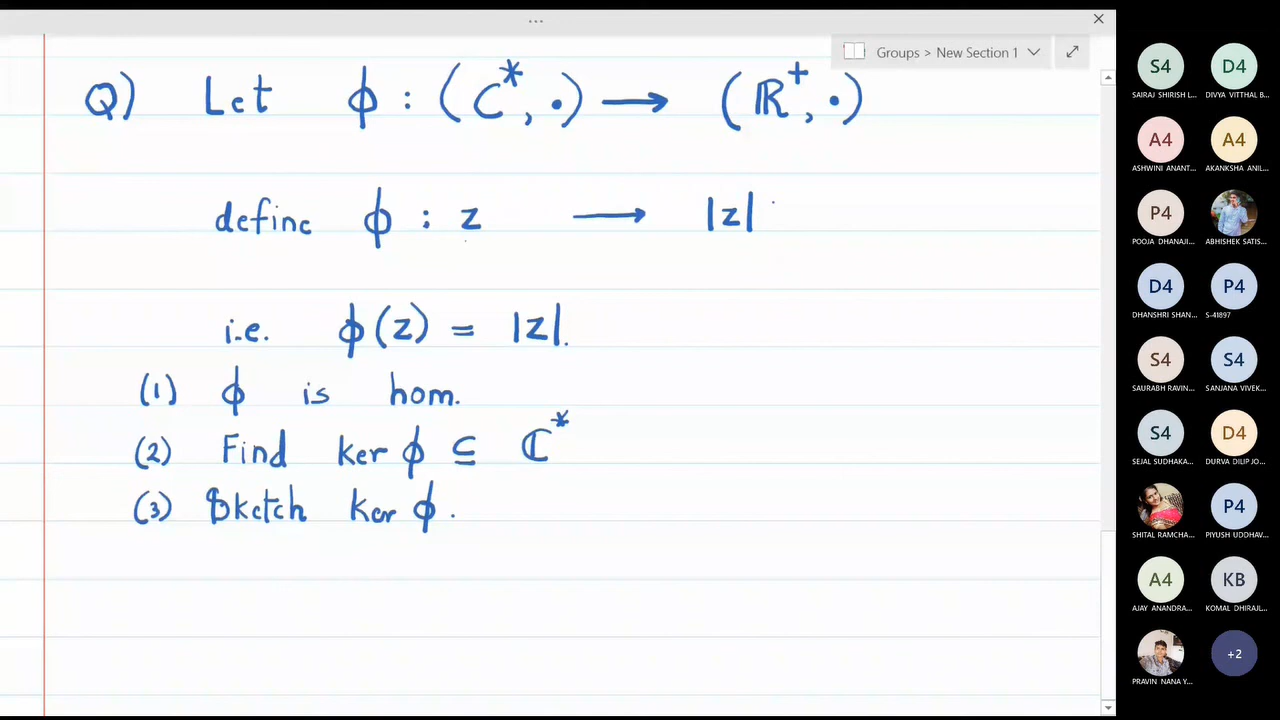 Groups > New Section 1
Q) Let ϕ : (ℂ*, •) ⟶ (ℝ⁺, •)
define ϕ : z ⟶ |z|
i.e. ϕ(z) = |z|.
(1) ϕ is hom.
(2) Find ker ϕ ⊆ ℂ*
(3) Sketch ker ϕ.
S4 D4
SAIRAJ SHIRISH L... DIVYA VITTHAL B...
A4 A4
ASHWINI ANANT... AKANKSHA ANIL...
P4
POOJA DHANAJI... ABHISHEK SATIS...
D4 P4
DHANSHRI SHAN... S-41897
S4 S4
SAURABH RAVIN... SANJANA VIVEK...
S4 D4
SEJAL SUDHAKA... DURVA DILIP JO...
P4
SHITAL RAMCHA... PIYUSH UDDHAV...
A4 KB
AJAY ANANDRA... KOMAL DHIRAJL...
+2
PRAVIN NANA Y...